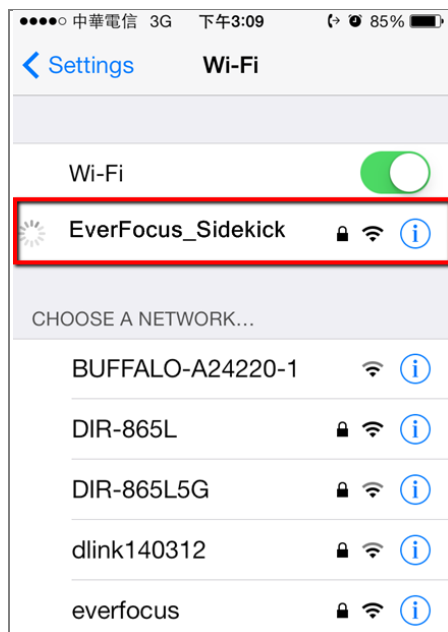 中華電信 3G 下午3:09 85%
Settings Wi-Fi
Wi-Fi
EverFocus_Sidekick
CHOOSE A NETWORK...
BUFFALO-A24220-1
DIR-865L
DIR-865L5G
dlink140312
everfocus